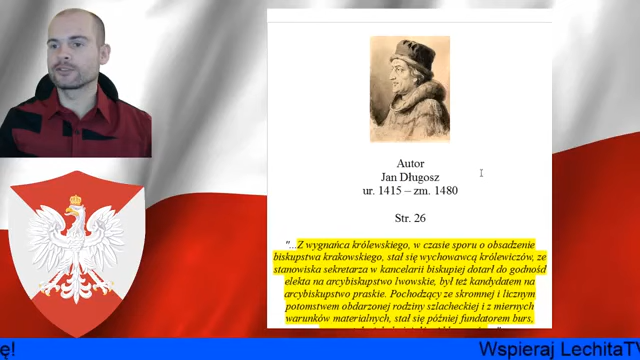 Autor
Jan Długosz
ur. 1415 – zm. 1480
Str. 26
"...Z wygnańca królewskiego, w czasie sporu o obsadzenie
biskupstwa krakowskiego, stał się wychowawcą królewiczów, ze
stanowiska sekretarza w kancelarii biskupiej dotarł do godnośd
elekta na arcybiskupstwo lwowskie, był też kandydatem na
arcybiskupstwo praskie. Pochodzący ze skromnej i licznym
potomstwem obdarzonej rodziny szlacheckiej i z miernych
warunków materialnych, stał się później fundatorem burs,
ę!
Wspieraj LechitaTV